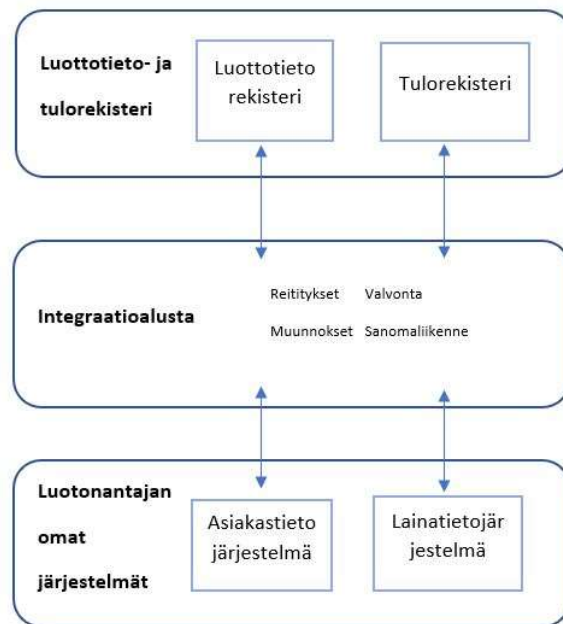 Luottotieto- ja
tulorekisteri
Luottotieto
rekisteri
Tulorekisteri
Integraatioalusta
Reititykset Valvonta
Muunnokset Sanomaliikenne
Luotonantajan
omat
järjestelmät
Asiakastieto
järjestelmä
Lainatietojär
jestelmä